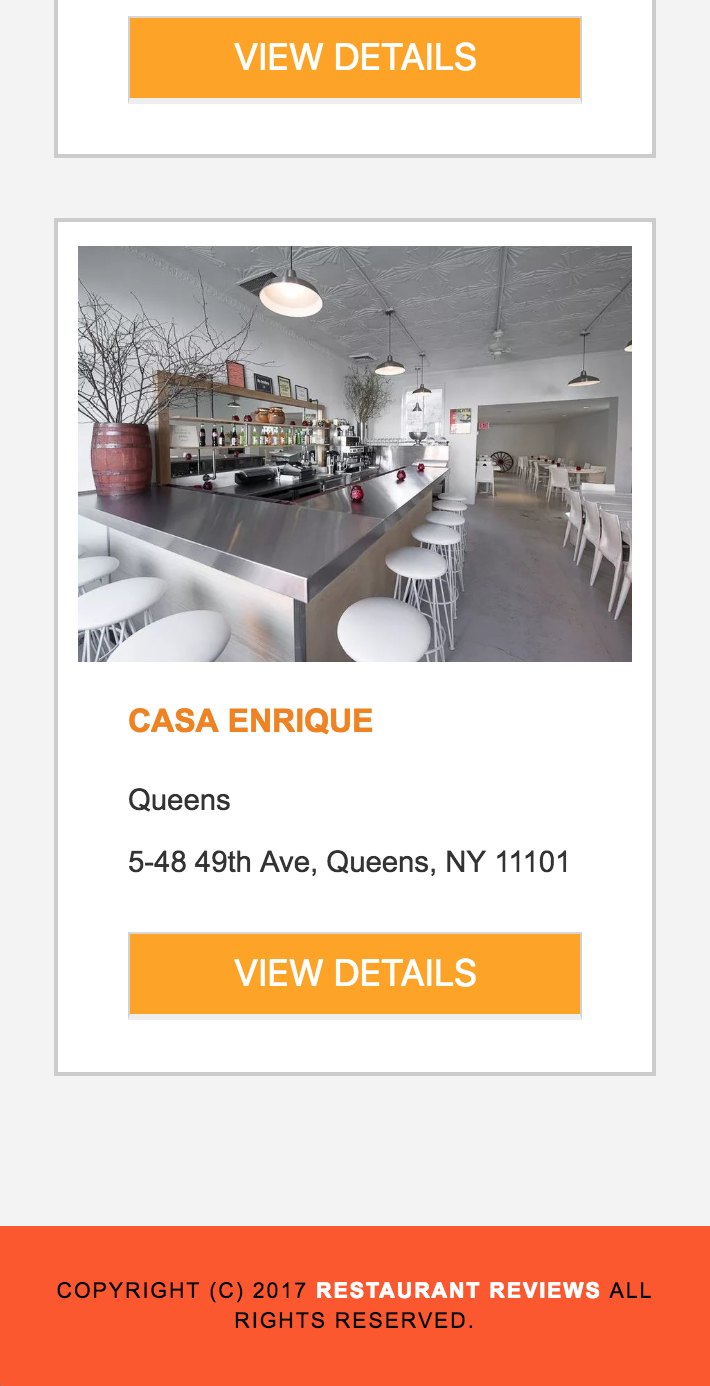 VIEW DETAILS
CASA ENRIQUE
Queens
5-48 49th Ave, Queens, NY 11101
VIEW DETAILS
COPYRIGHT (C) 2017 RESTAURANT REVIEWS ALL
RIGHTS RESERVED.